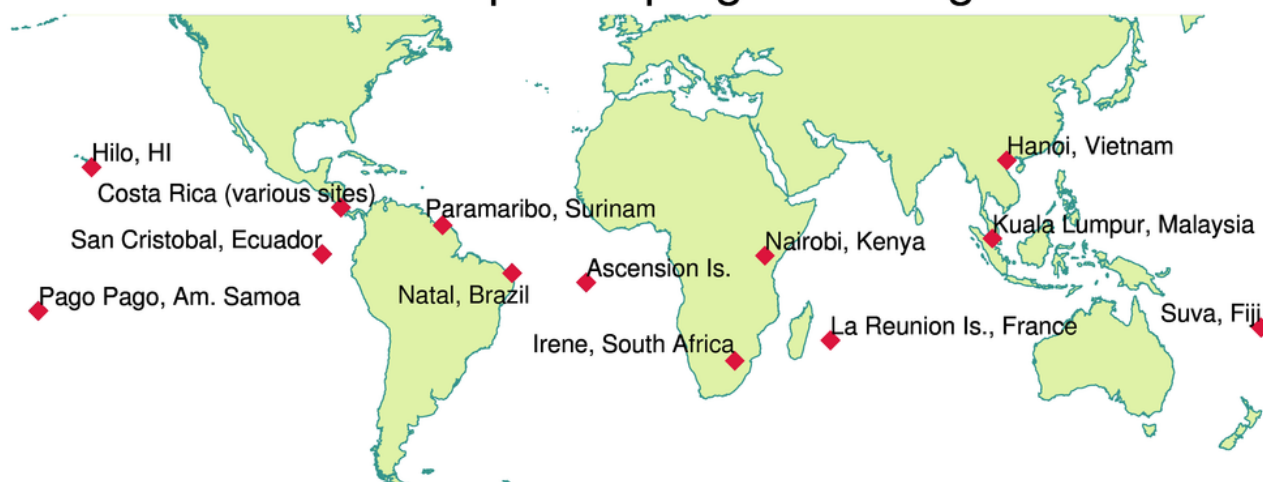 Hilo, HI
Hanoi, Vietnam
Costa Rica (various sites)
Paramaribo, Surinam
Kuala Lumpur, Malaysia
San Cristobal, Ecuador
Nairobi, Kenya
Ascension Is.
Natal, Brazil
Pago Pago, Am. Samoa
Suva, Fiji
La Reunion Is., France
Irene, South Africa